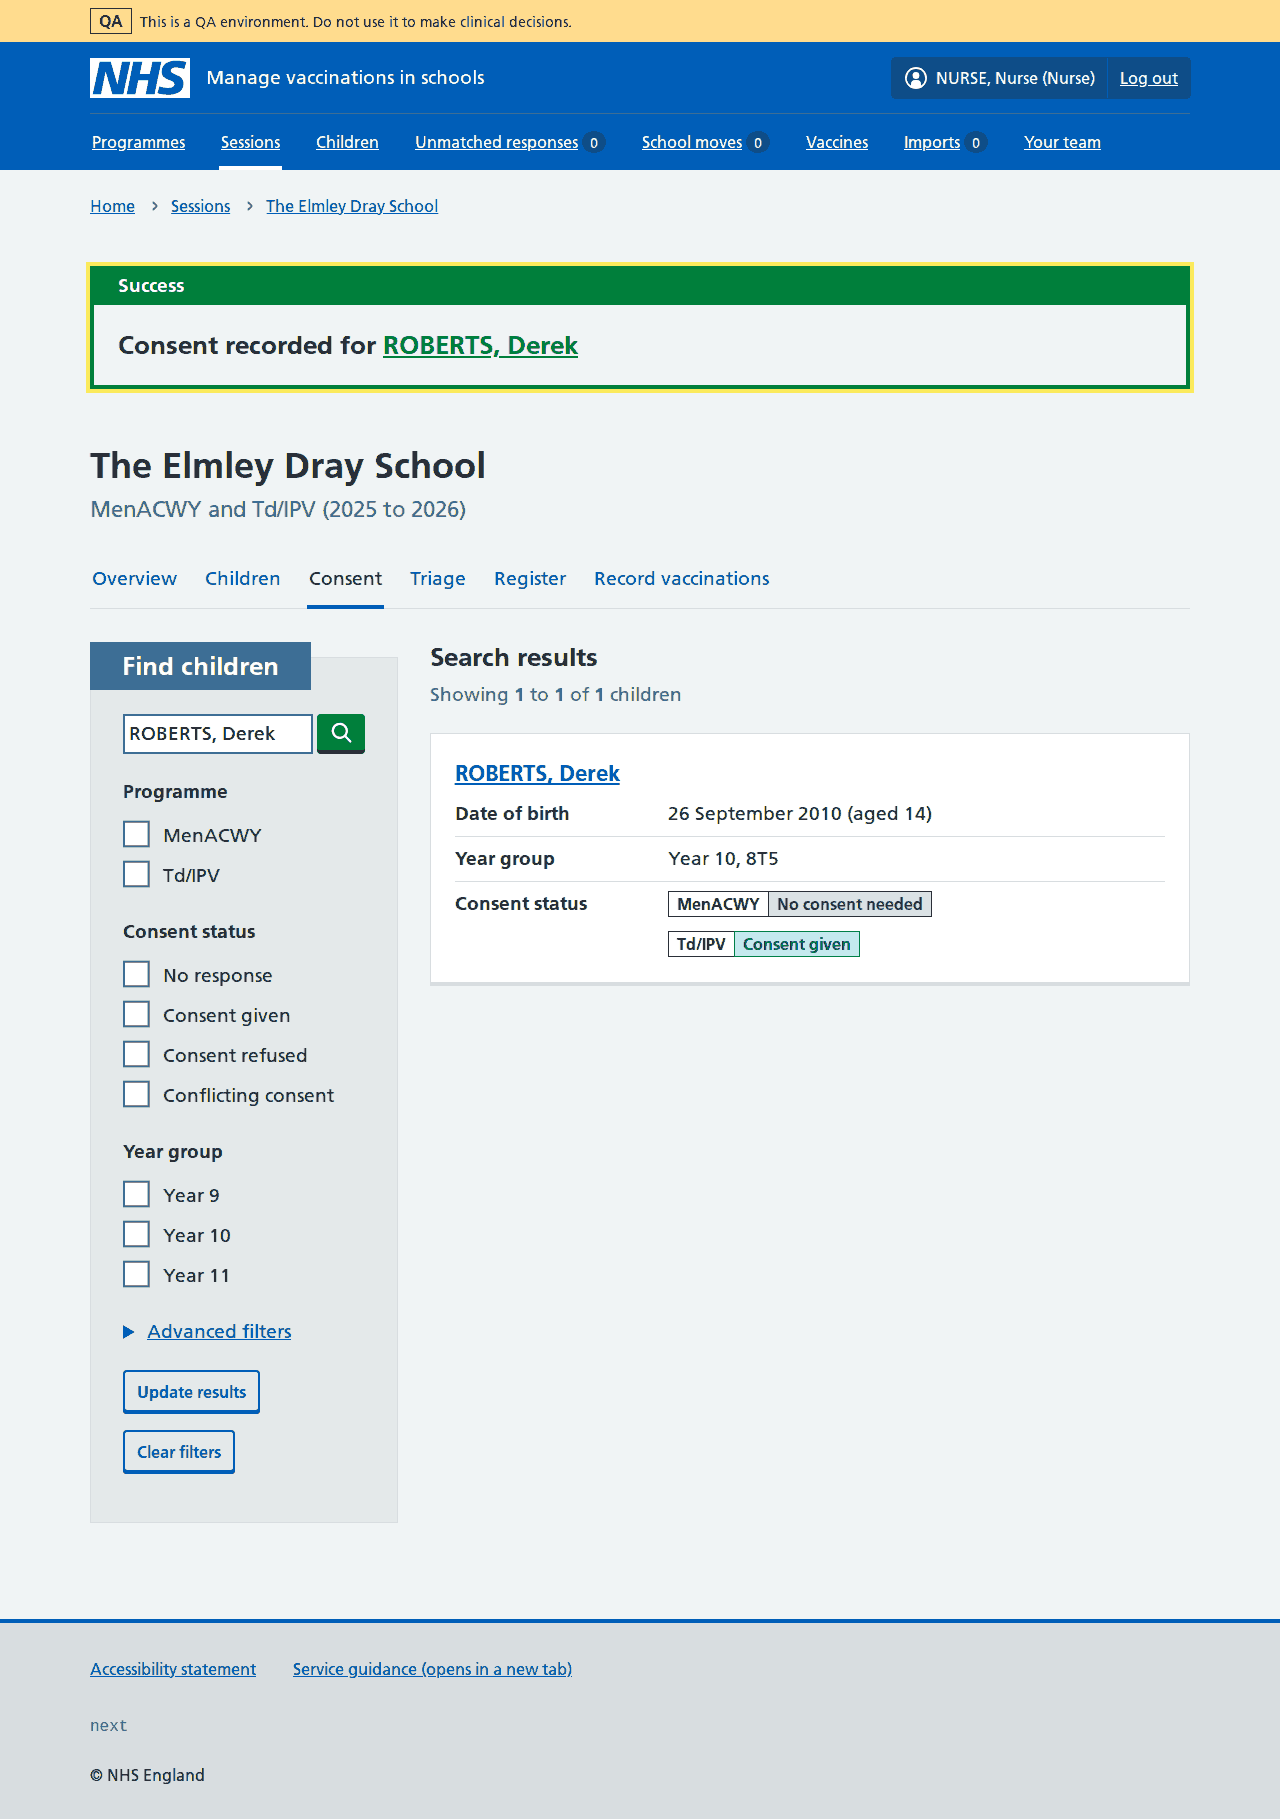 QA This is a QA environment. Do not use it to make clinical decisions.
NHS Manage vaccinations in schools NURSE, Nurse (Nurse) Log out
Programmes Sessions Children Unmatched responses 0 School moves 0 Vaccines Imports 0 Your team
Home > Sessions > The Elmley Dray School
Success
Consent recorded for ROBERTS, Derek
The Elmley Dray School
MenACWY and Td/IPV (2025 to 2026)
Overview Children Consent Triage Register Record vaccinations
Find children
ROBERTS, Derek
Programme
MenACWY
Td/IPV
Consent status
No response
Consent given
Consent refused
Conflicting consent
Year group
Year 9
Year 10
Year 11
Advanced filters
Update results
Clear filters
Search results
Showing 1 to 1 of 1 children
ROBERTS, Derek
Date of birth 26 September 2010 (aged 14)
Year group Year 10, 8T5
Consent status MenACWY No consent needed
Td/IPV Consent given
Accessibility statement Service guidance (opens in a new tab)
next
© NHS England